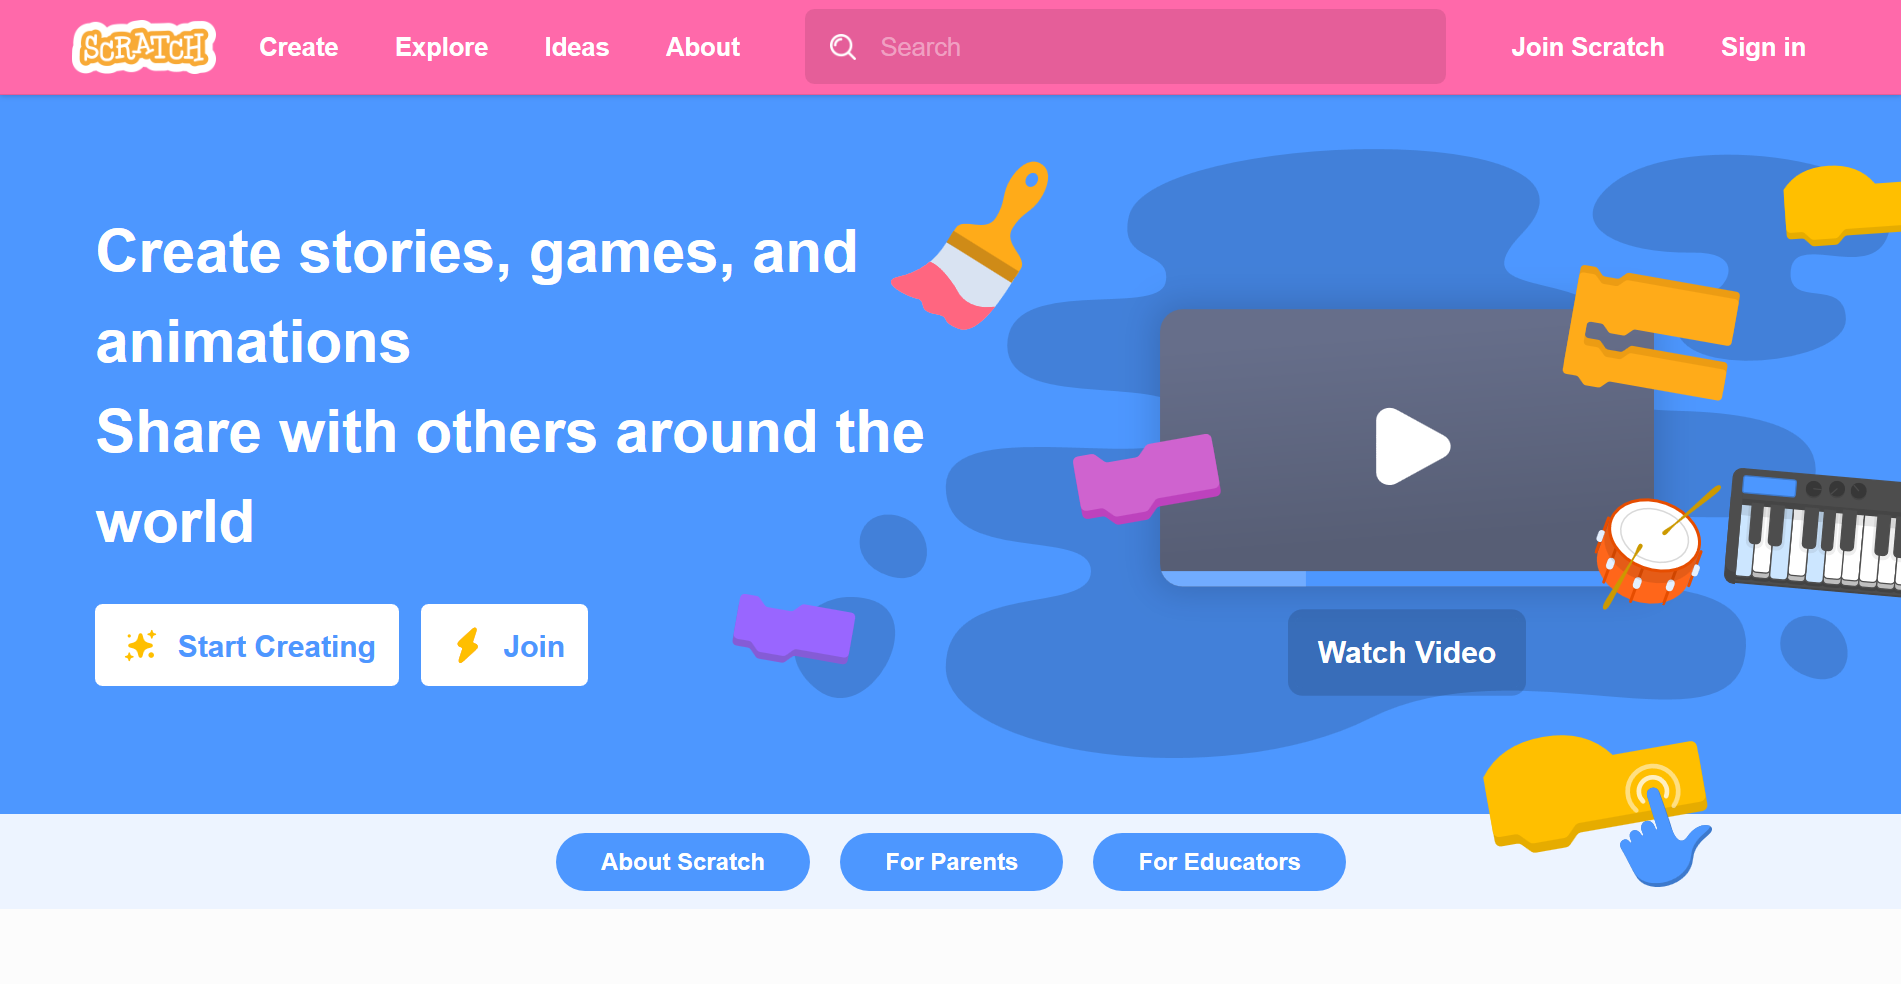 SCRATCH
Create
Explore
Ideas
About
Search
Join Scratch
Sign in
Create stories, games, and
animations
Share with others around the
world
Start Creating
Join
Watch Video
About Scratch
For Parents
For Educators